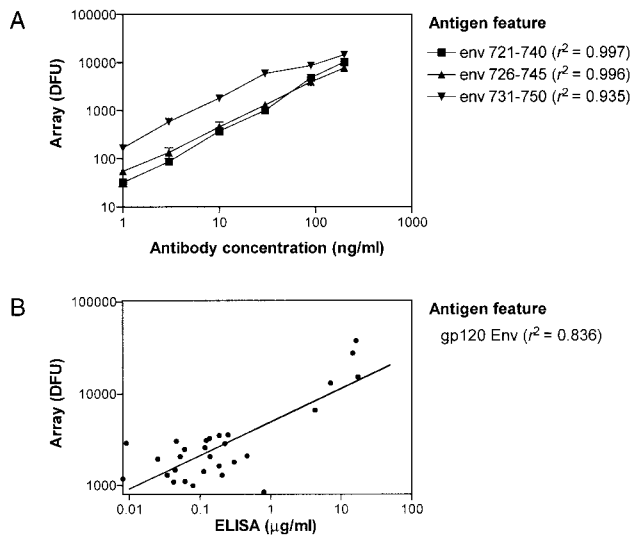 A
100000
10000
1000
100
10
Array (DFU)
1
10
100
1000
Antibody concentration (ng/ml)
Antigen feature
env 721-740 (r² = 0.997)
env 726-745 (r² = 0.996)
env 731-750 (r² = 0.935)
B
100000
10000
1000
Array (DFU)
0.01
0.1
1
10
100
ELISA (μg/ml)
Antigen feature
gp120 Env (r² = 0.836)